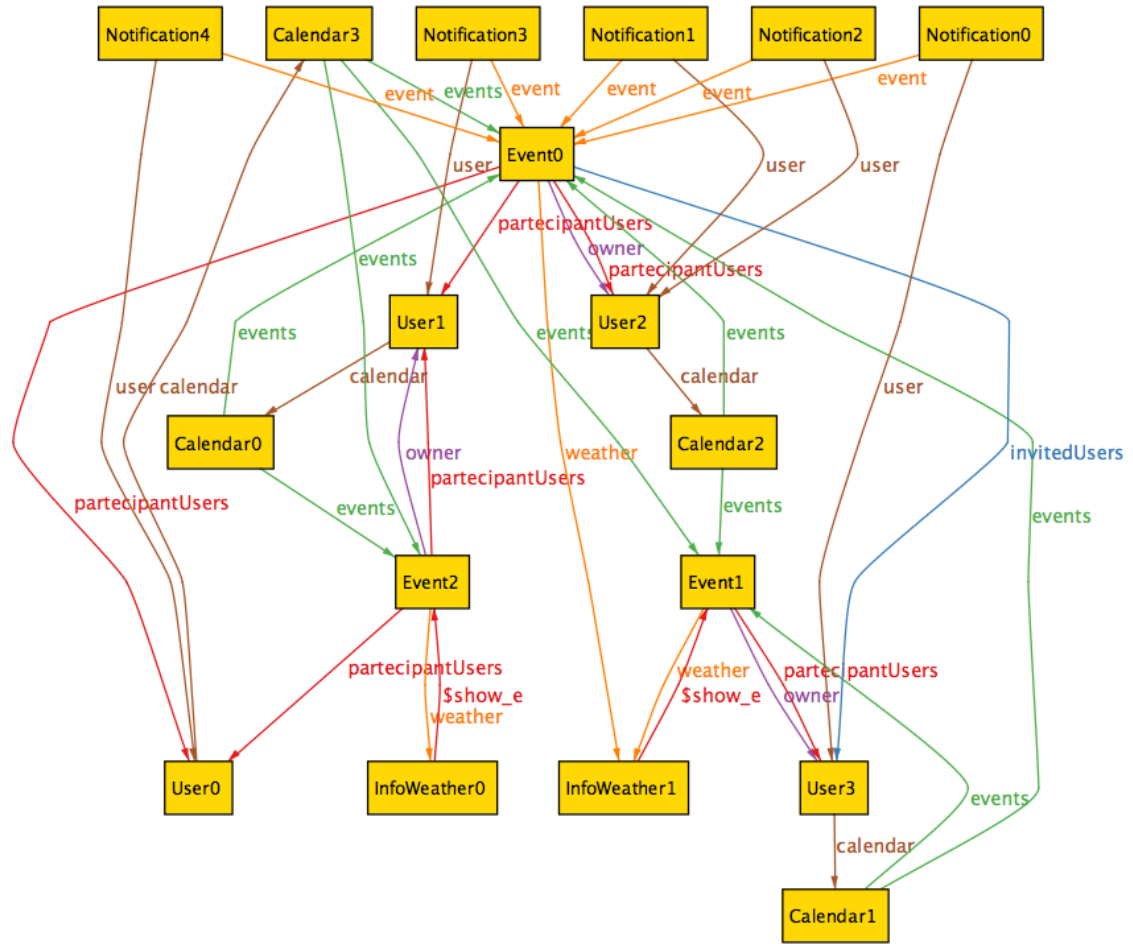 Notification4
Calendar3
Notification3
Notification1
Notification2
Notification0
event
events
event
event
event
event
Event0
user
user
user
partecipantUsers
owner
partecipantUsers
events
User1
User2
events
events
events
calendar
calendar
user
calendar
user
Calendar0
Calendar2
owner
weather
invitedUsers
partecipantUsers
partecipantUsers
events
events
events
Event2
Event1
partecipantUsers
$show_e
weather
weather
$show_e
partecipantUsers
owner
User0
InfoWeather0
InfoWeather1
User3
events
calendar
Calendar1